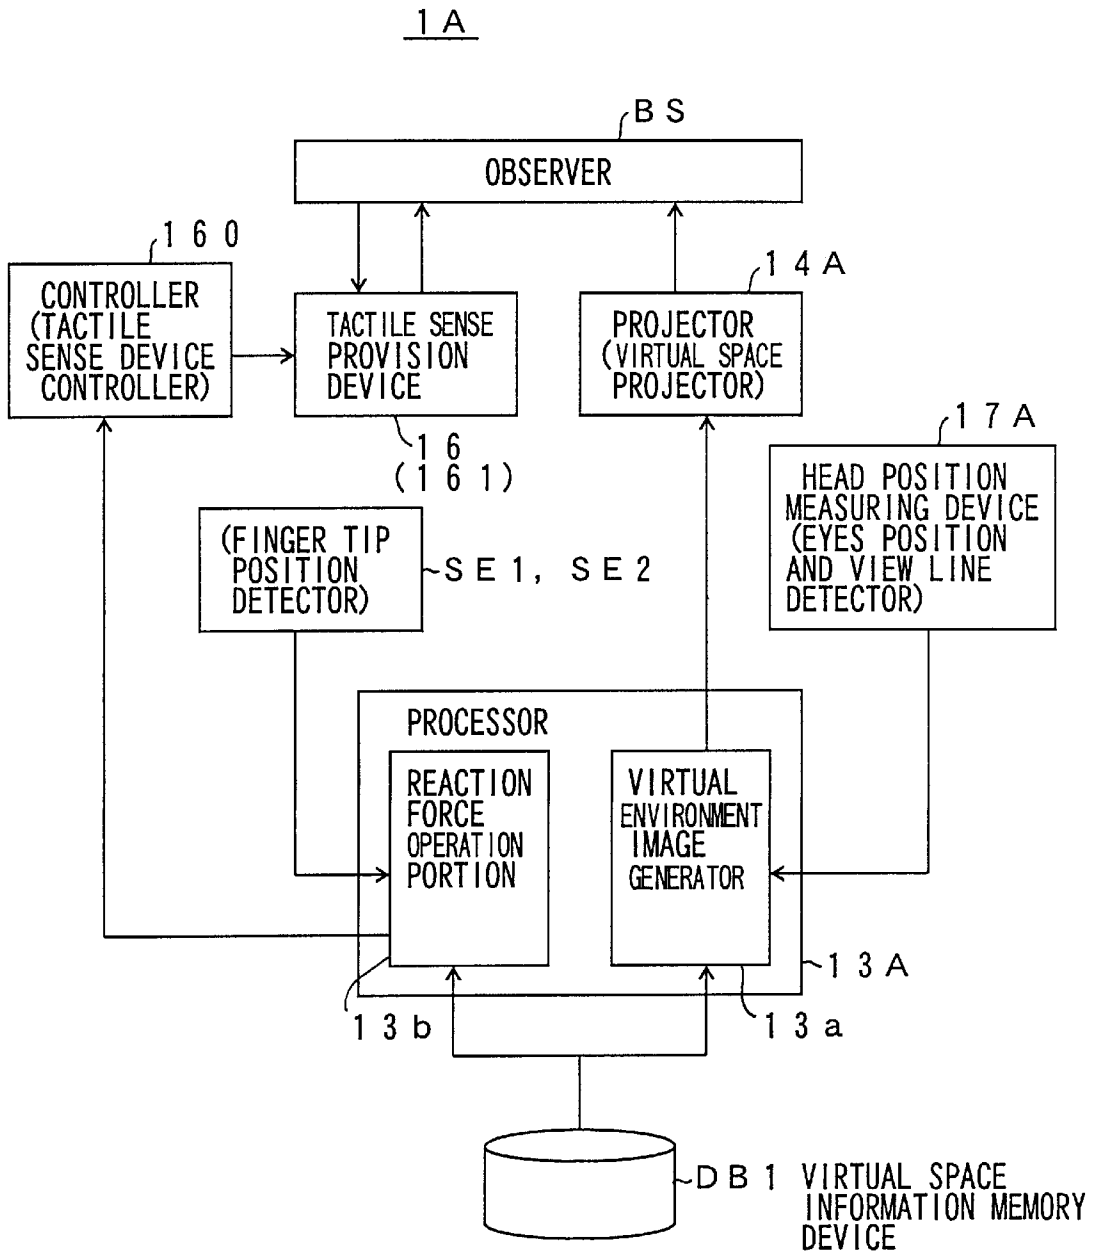 1A
BS
OBSERVER
160
CONTROLLER
(TACTILE
SENSE DEVICE
CONTROLLER)
TACTILE SENSE
PROVISION
DEVICE
16
(161)
14A
PROJECTOR
(VIRTUAL SPACE
PROJECTOR)
17A
HEAD POSITION
MEASURING DEVICE
(EYES POSITION
AND VIEW LINE
DETECTOR)
(FINGER TIP
POSITION
DETECTOR)
SE1, SE2
PROCESSOR
REACTION
FORCE
OPERATION
PORTION
VIRTUAL
ENVIRONMENT
IMAGE
GENERATOR
13A
13b
13a
DB1 VIRTUAL SPACE
INFORMATION MEMORY
DEVICE